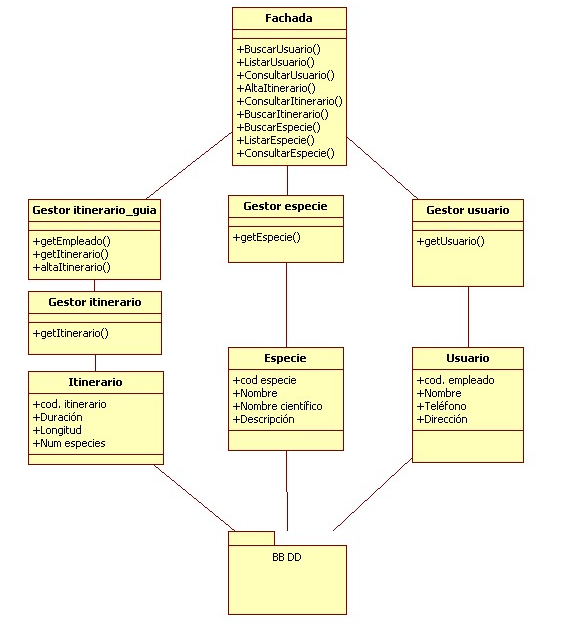 Fachada
+BuscarUsuario()
+ListarUsuario()
+ConsultarUsuario()
+AltaItinerario()
+ConsultarItinerario()
+BuscarItinerario()
+BuscarEspecie()
+ListarEspecie()
+ConsultarEspecie()
Gestor itinerario_guia
+getEmpleado()
+getItinerario()
+altaItinerario()
Gestor especie
+getEspecie()
Gestor usuario
+getUsuario()
Gestor itinerario
+getItinerario()
Itinerario
+cod. itinerario
+Duración
+Longitud
+Num especies
Especie
+cod especie
+Nombre
+Nombre científico
+Descripción
Usuario
+cod. empleado
+Nombre
+Teléfono
+Dirección
BB DD